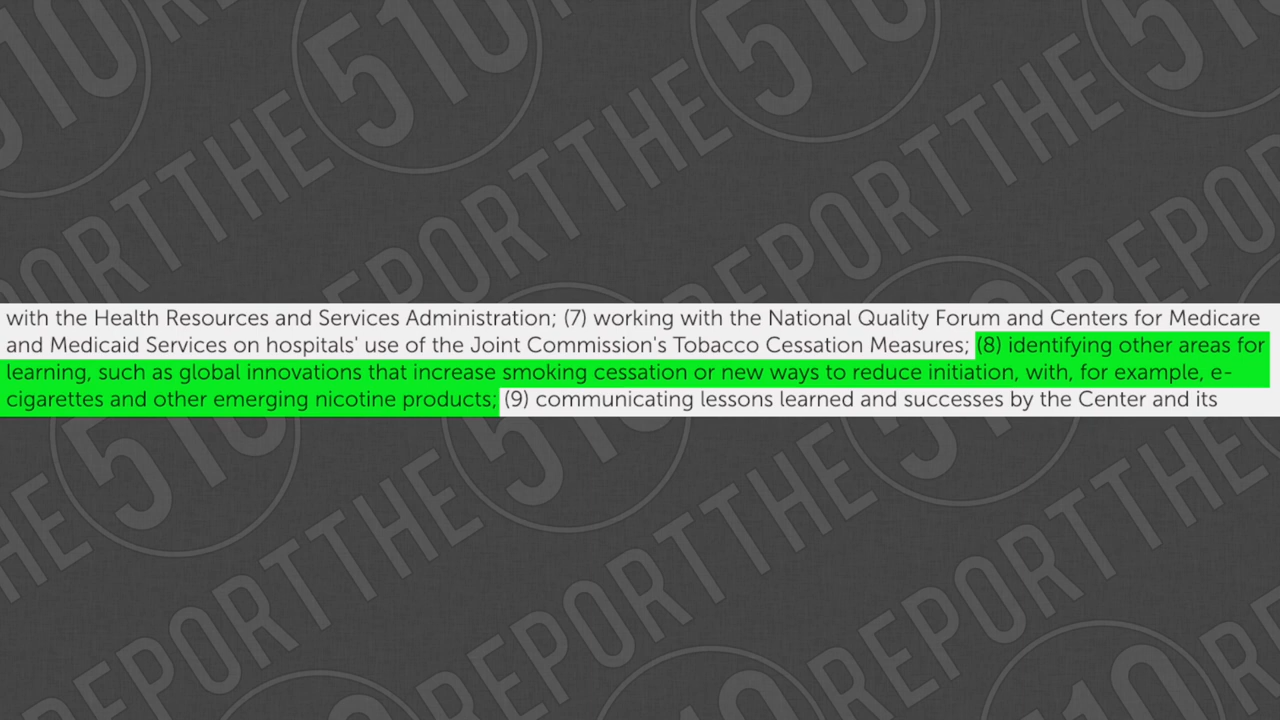 with the Health Resources and Services Administration; (7) working with the National Quality Forum and Centers for Medicare
and Medicaid Services on hospitals' use of the Joint Commission's Tobacco Cessation Measures; (8) identifying other areas for
learning, such as global innovations that increase smoking cessation or new ways to reduce initiation, with, for example, e-
cigarettes and other emerging nicotine products; (9) communicating lessons learned and successes by the Center and its
THE 510 REPORT